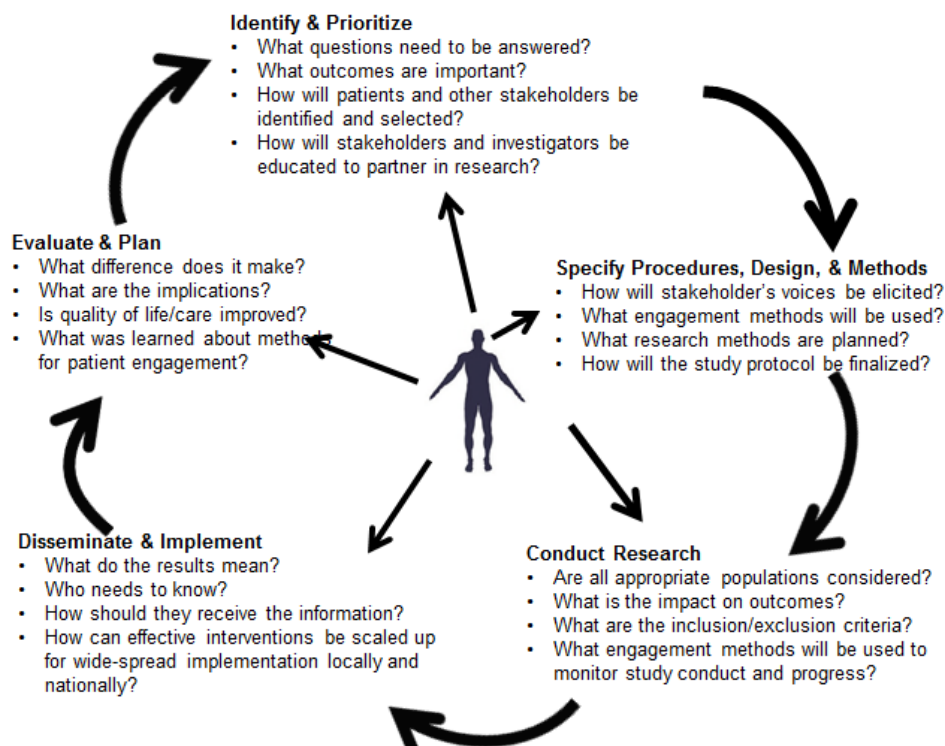 Identify & Prioritize
• What questions need to be answered?
• What outcomes are important?
• How will patients and other stakeholders be
identified and selected?
• How will stakeholders and investigators be
educated to partner in research?
Specify Procedures, Design, & Methods
• How will stakeholder's voices be elicited?
• What engagement methods will be used?
• What research methods are planned?
• How will the study protocol be finalized?
Conduct Research
• Are all appropriate populations considered?
• What is the impact on outcomes?
• What are the inclusion/exclusion criteria?
• What engagement methods will be used to
monitor study conduct and progress?
Disseminate & Implement
• What do the results mean?
• Who needs to know?
• How should they receive the information?
• How can effective interventions be scaled up
for wide-spread implementation locally and
nationally?
Evaluate & Plan
• What difference does it make?
• What are the implications?
• Is quality of life/care improved?
• What was learned about methods
for patient engagement?